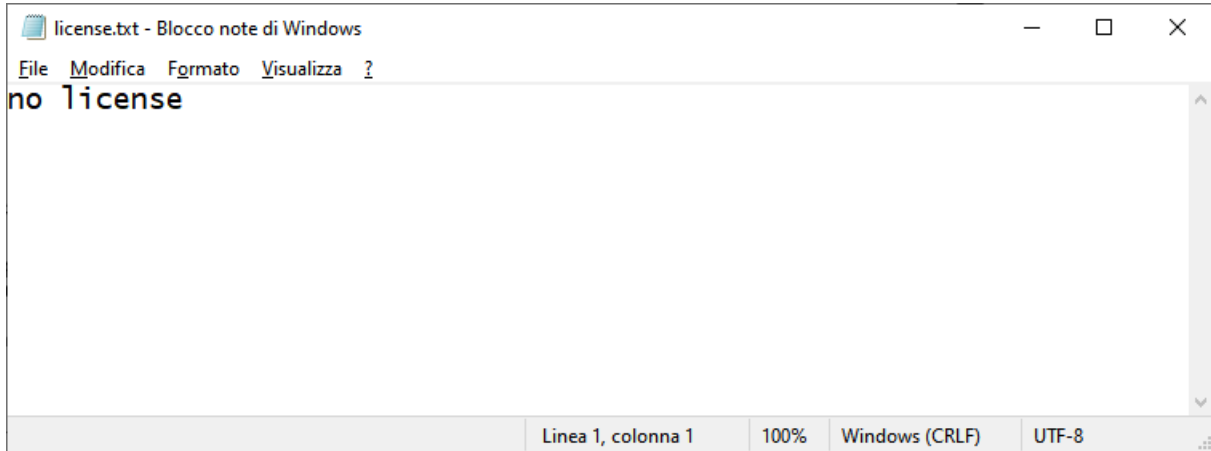 license.txt - Blocco note di Windows
File Modifica Formato Visualizza ?
no license
Linea 1, colonna 1 100% Windows (CRLF) UTF-8